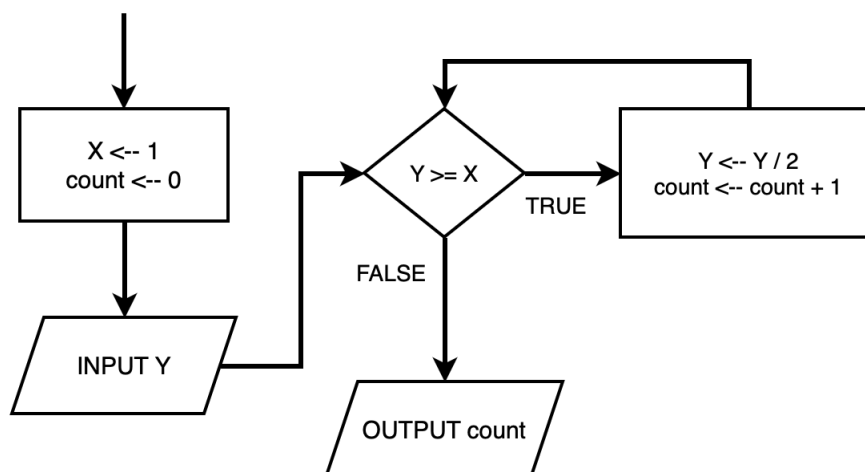 X <-- 1
count <-- 0
INPUT Y
Y >= X
TRUE
Y <-- Y / 2
count <-- count + 1
FALSE
OUTPUT count